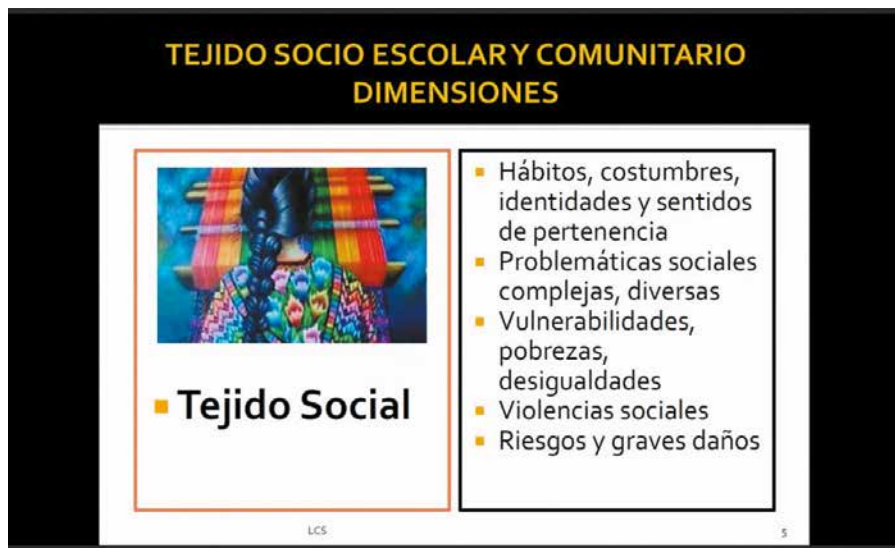 TEJIDO SOCIO ESCOLAR Y COMUNITARIO
DIMENSIONES
▪ Tejido Social
▪ Hábitos, costumbres,
identidades y sentidos
de pertenencia
▪ Problemáticas sociales
complejas, diversas
▪ Vulnerabilidades,
pobrezas,
desigualdades
▪ Violencias sociales
▪ Riesgos y graves daños
LCS
5